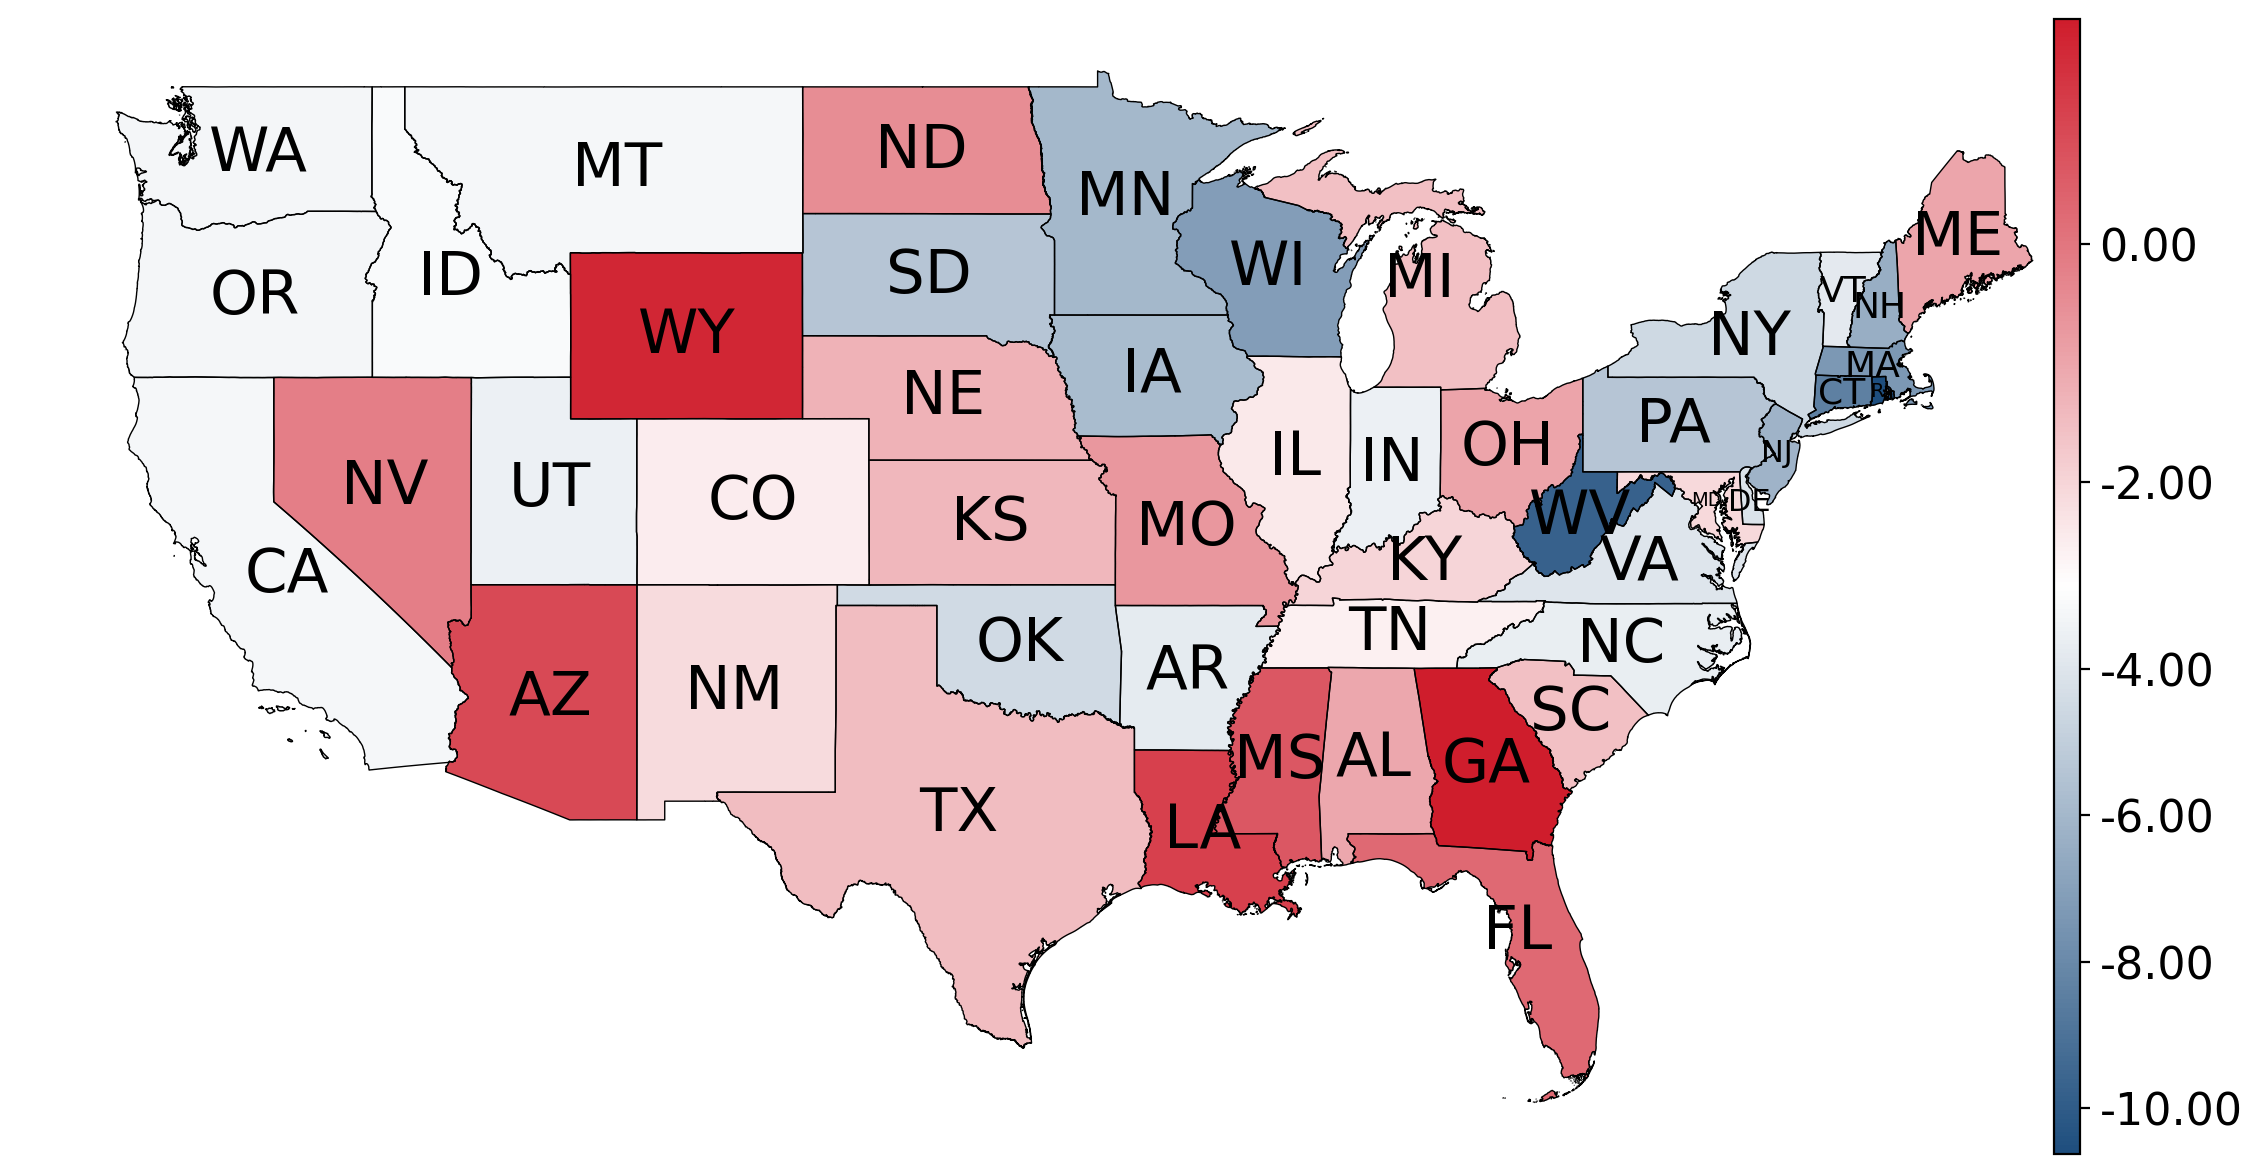 WA
MT
ND
MN
OR
ID
WY
SD
WI
MI
ME
VT
NH
NY
MA
CT
RI
IA
NE
PA
NJ
NV
UT
CO
KS
MO
IL
IN
OH
WV
MD
DE
VA
KY
CA
AZ
NM
OK
AR
TN
NC
SC
TX
LA
MS
AL
GA
FL
0.00
-2.00
-4.00
-6.00
-8.00
-10.00